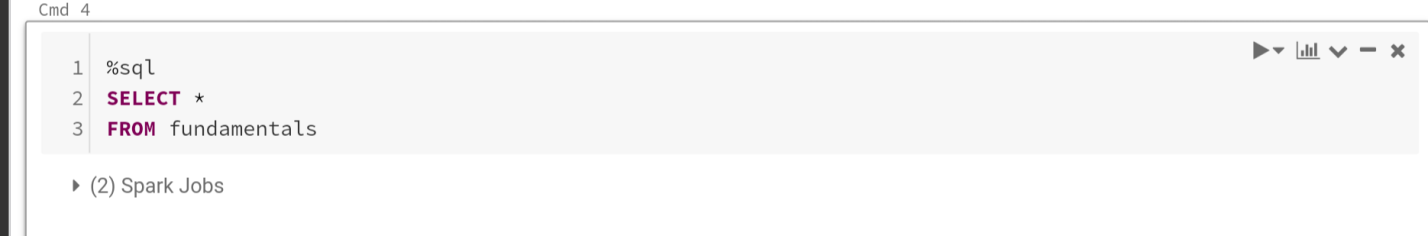 Cmd 4
1 %sql
2 SELECT *
3 FROM fundamentals
(2) Spark Jobs